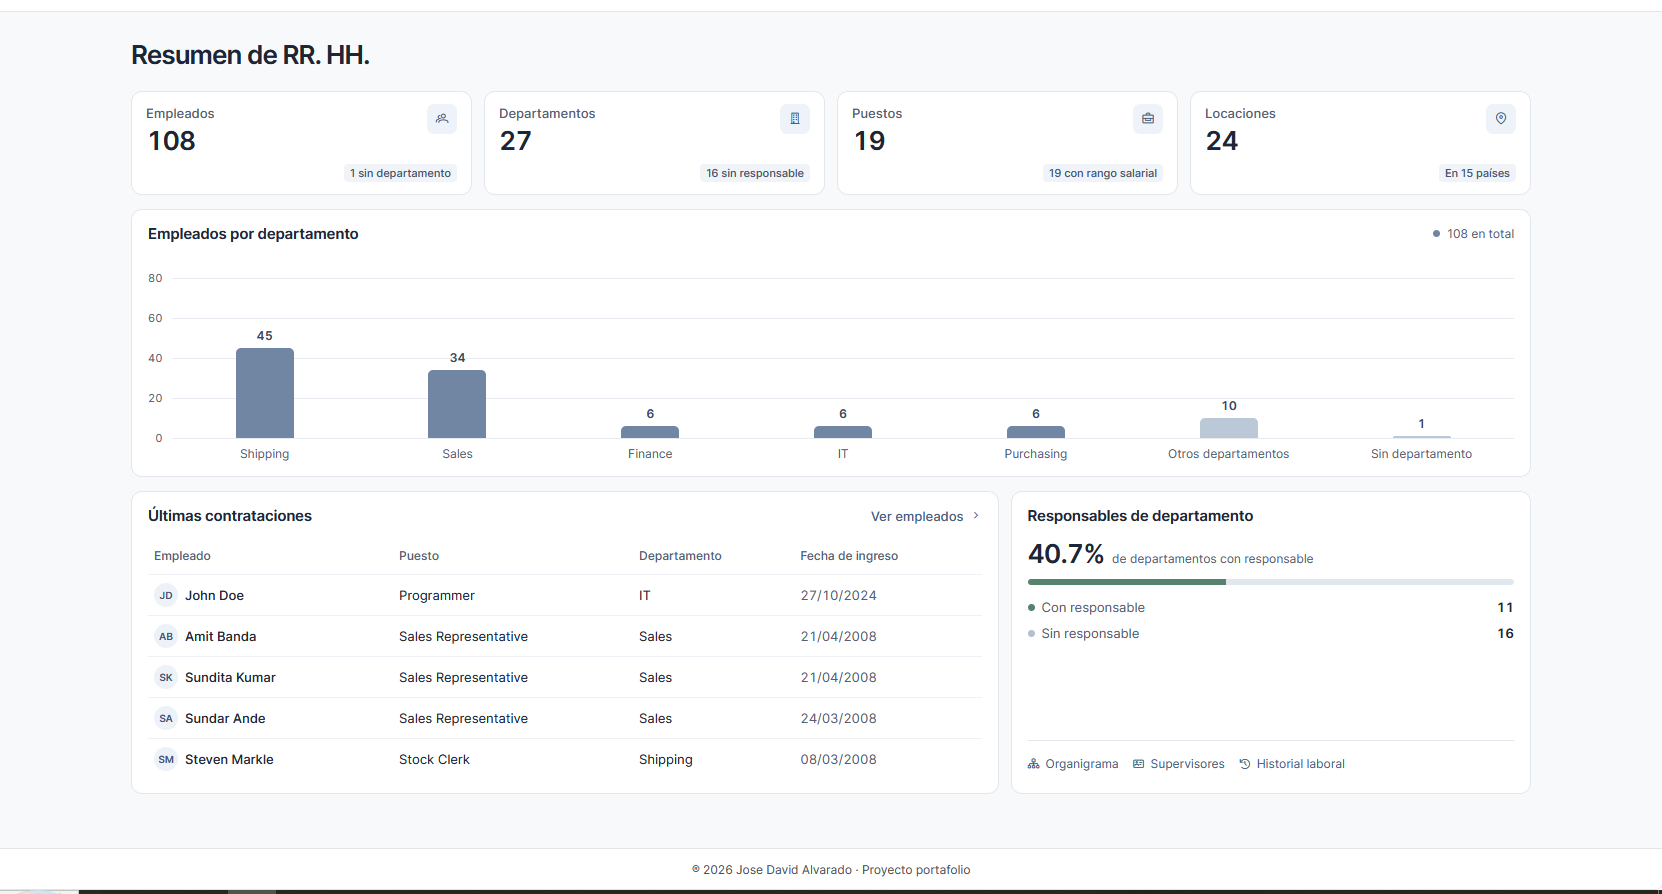 Resumen de RR. HH.
Empleados
108
1 sin departamento
Departamentos
27
16 sin responsable
Puestos
19
19 con rango salarial
Locaciones
24
En 15 países
Empleados por departamento
108 en total
80
60
40
20
0
45
34
6
6
6
10
1
Shipping
Sales
Finance
IT
Purchasing
Otros departamentos
Sin departamento
Últimas contrataciones
Ver empleados
Empleado Puesto Departamento Fecha de ingreso
JD John Doe Programmer IT 27/10/2024
AB Amit Banda Sales Representative Sales 21/04/2008
SK Sundita Kumar Sales Representative Sales 21/04/2008
SA Sundar Ande Sales Representative Sales 24/03/2008
SM Steven Markle Stock Clerk Shipping 08/03/2008
Responsables de departamento
40.7% de departamentos con responsable
Con responsable 11
Sin responsable 16
Organigrama Supervisores Historial laboral
© 2026 Jose David Alvarado · Proyecto portafolio